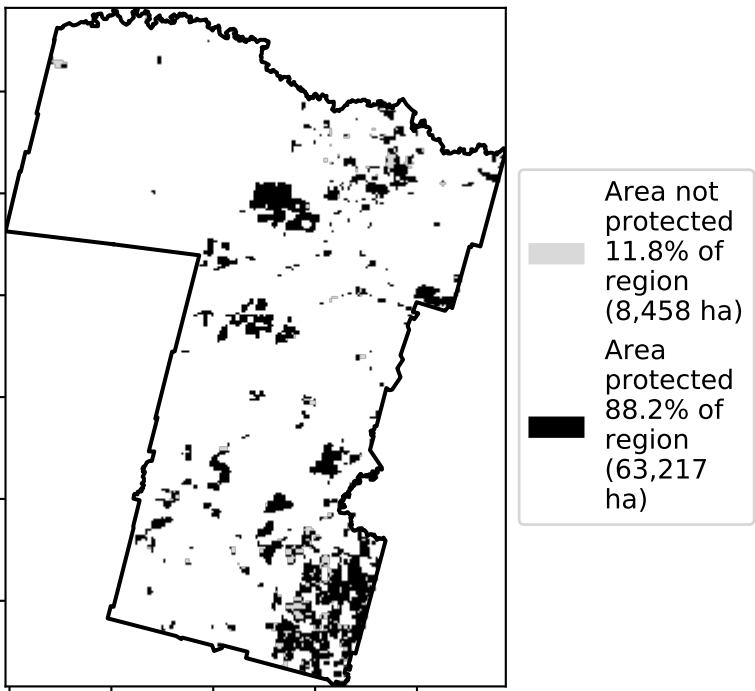 Area not
protected
11.8% of
region
(8,458 ha)
Area
protected
88.2% of
region
(63,217
ha)